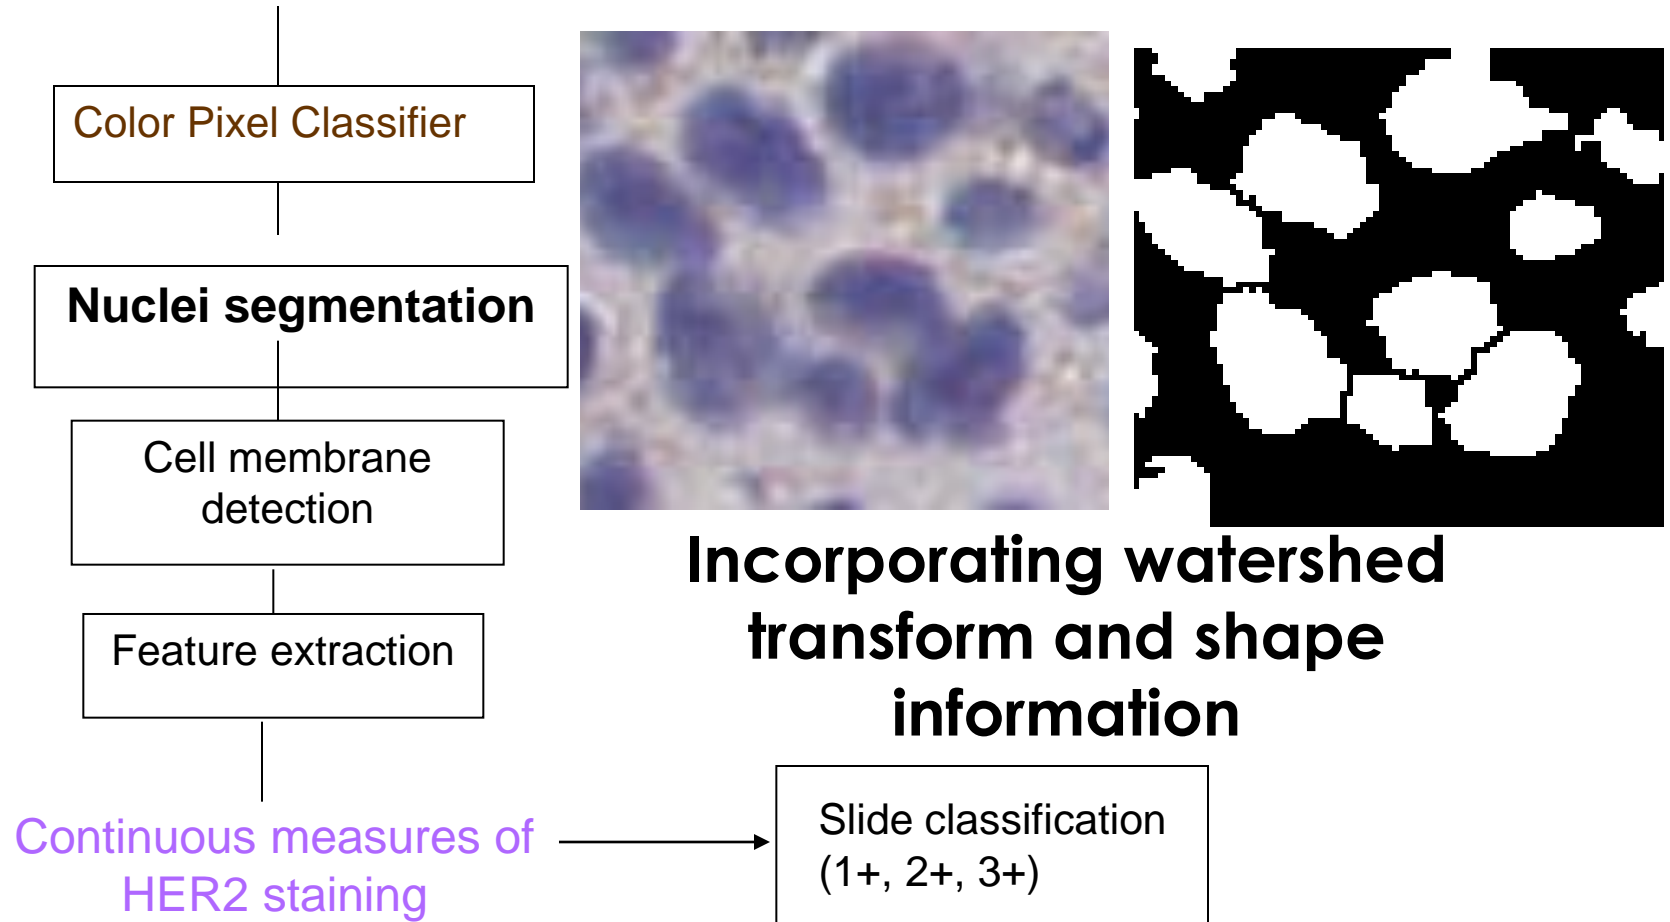 Color Pixel Classifier
Nuclei segmentation
Cell membrane
detection
Feature extraction
Continuous measures of
HER2 staining
Incorporating watershed
transform and shape
information
Slide classification
(1+, 2+, 3+)